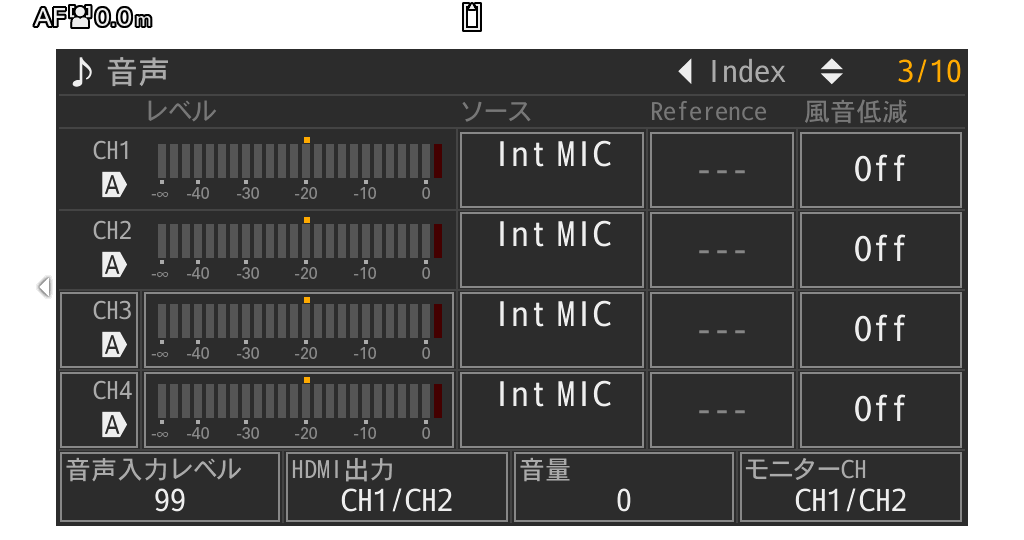 AF 0.0m
音声 Index 3/10
レベル ソース Reference 風音低減
CH1 Int MIC --- Off
A -∞ -40 -30 -20 -10 0
CH2 Int MIC --- Off
A -∞ -40 -30 -20 -10 0
CH3 Int MIC --- Off
A -∞ -40 -30 -20 -10 0
CH4 Int MIC --- Off
A -∞ -40 -30 -20 -10 0
音声入力レベル HDMI出力 音量 モニターCH
99 CH1/CH2 0 CH1/CH2